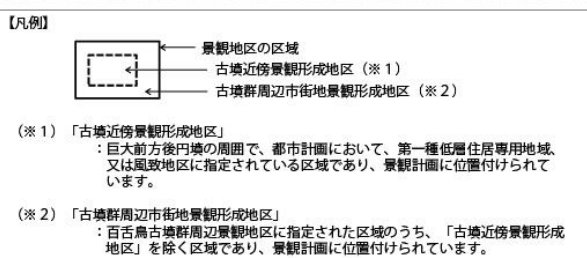 【凡例】
景観地区の区域
古墳近傍景観形成地区（※１）
古墳群周辺市街地景観形成地区（※２）
（※１）「古墳近傍景観形成地区」
：巨大前方後円墳の周囲で、都市計画において、第一種低層住居専用地域、
又は風致地区に指定されている区域であり、景観計画に位置付けられて
います。
（※２）「古墳群周辺市街地景観形成地区」
：百舌鳥古墳群周辺景観地区に指定された区域のうち、「古墳近傍景観形成
地区」を除く区域であり、景観計画に位置付けられています。